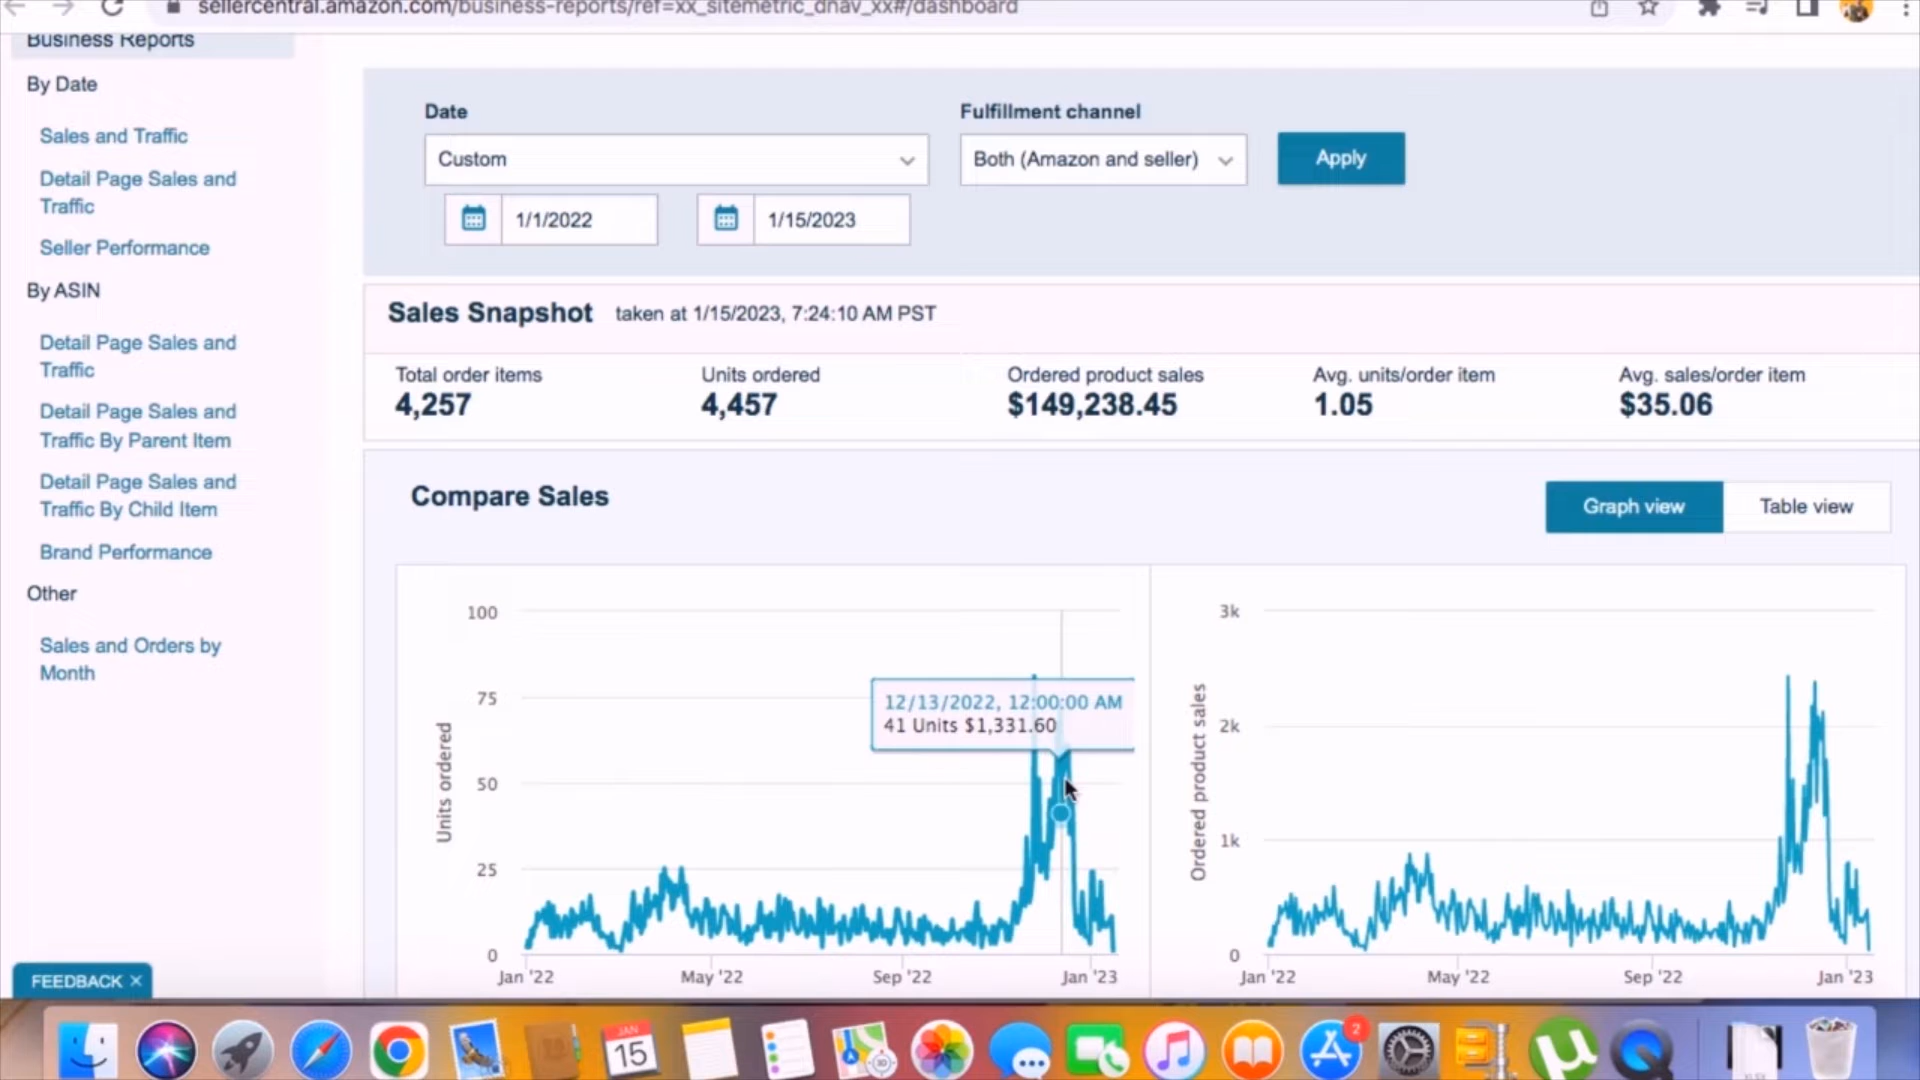 sellercentral.amazon.com/business-reports/ref=xx_sitemetric_dnav_xx#/dashboard
Business Reports
By Date
Sales and Traffic
Detail Page Sales and
Traffic
Seller Performance
By ASIN
Detail Page Sales and
Traffic
Detail Page Sales and
Traffic By Parent Item
Detail Page Sales and
Traffic By Child Item
Brand Performance
Other
Sales and Orders by
Month
FEEDBACK ×
Date
Custom
1/1/2022
1/15/2023
Fulfillment channel
Both (Amazon and seller)
Apply
Sales Snapshot taken at 1/15/2023, 7:24:10 AM PST
Total order items
4,257
Units ordered
4,457
Ordered product sales
$149,238.45
Avg. units/order item
1.05
Avg. sales/order item
$35.06
Compare Sales
Graph view
Table view
Units ordered
100
75
50
25
0
12/13/2022, 12:00:00 AM
41 Units $1,331.60
Jan '22
May '22
Sep '22
Jan '23
Ordered product sales
3k
2k
1k
0
Jan '22
May '22
Sep '22
Jan '23
JAN
15
2
XLSX